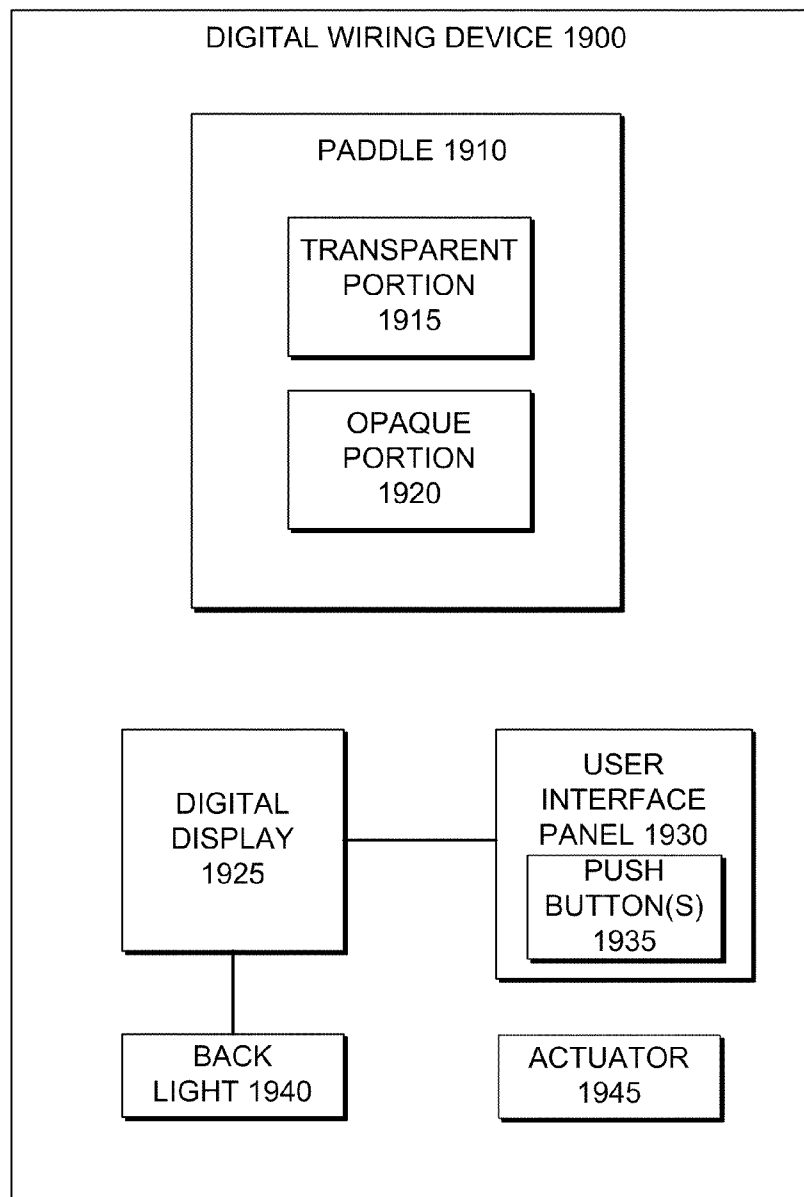 DIGITAL WIRING DEVICE 1900
PADDLE 1910
TRANSPARENT
PORTION
1915
OPAQUE
PORTION
1920
DIGITAL
DISPLAY
1925
USER
INTERFACE
PANEL 1930
PUSH
BUTTON(S)
1935
BACK
LIGHT 1940
ACTUATOR
1945